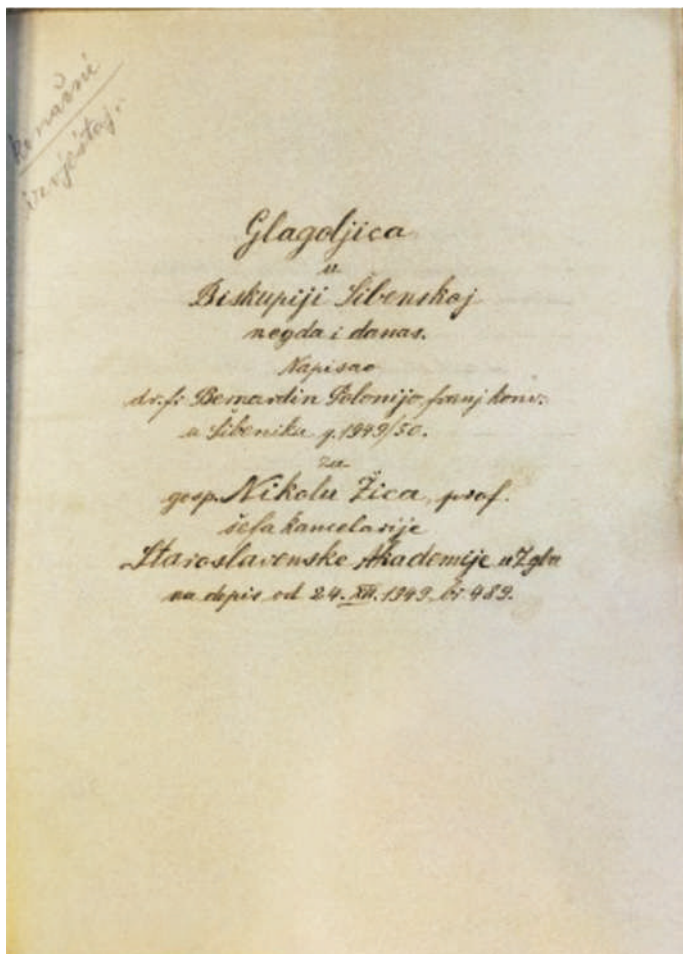 konačni
izvještaj.
Glagoljica
u
Biskupiji Šibenskoj
negda i danas.
Napisao
dr. fr. Bernardin Polonijo, franj. konv.
u Šibeniku g. 1949/50.
za
gosp. Nikolu Žica, prof.
šefa kancelarije
Staroslavenske Akademije u Zgbu
na dopis od 24. XII. 1949. br. 489.